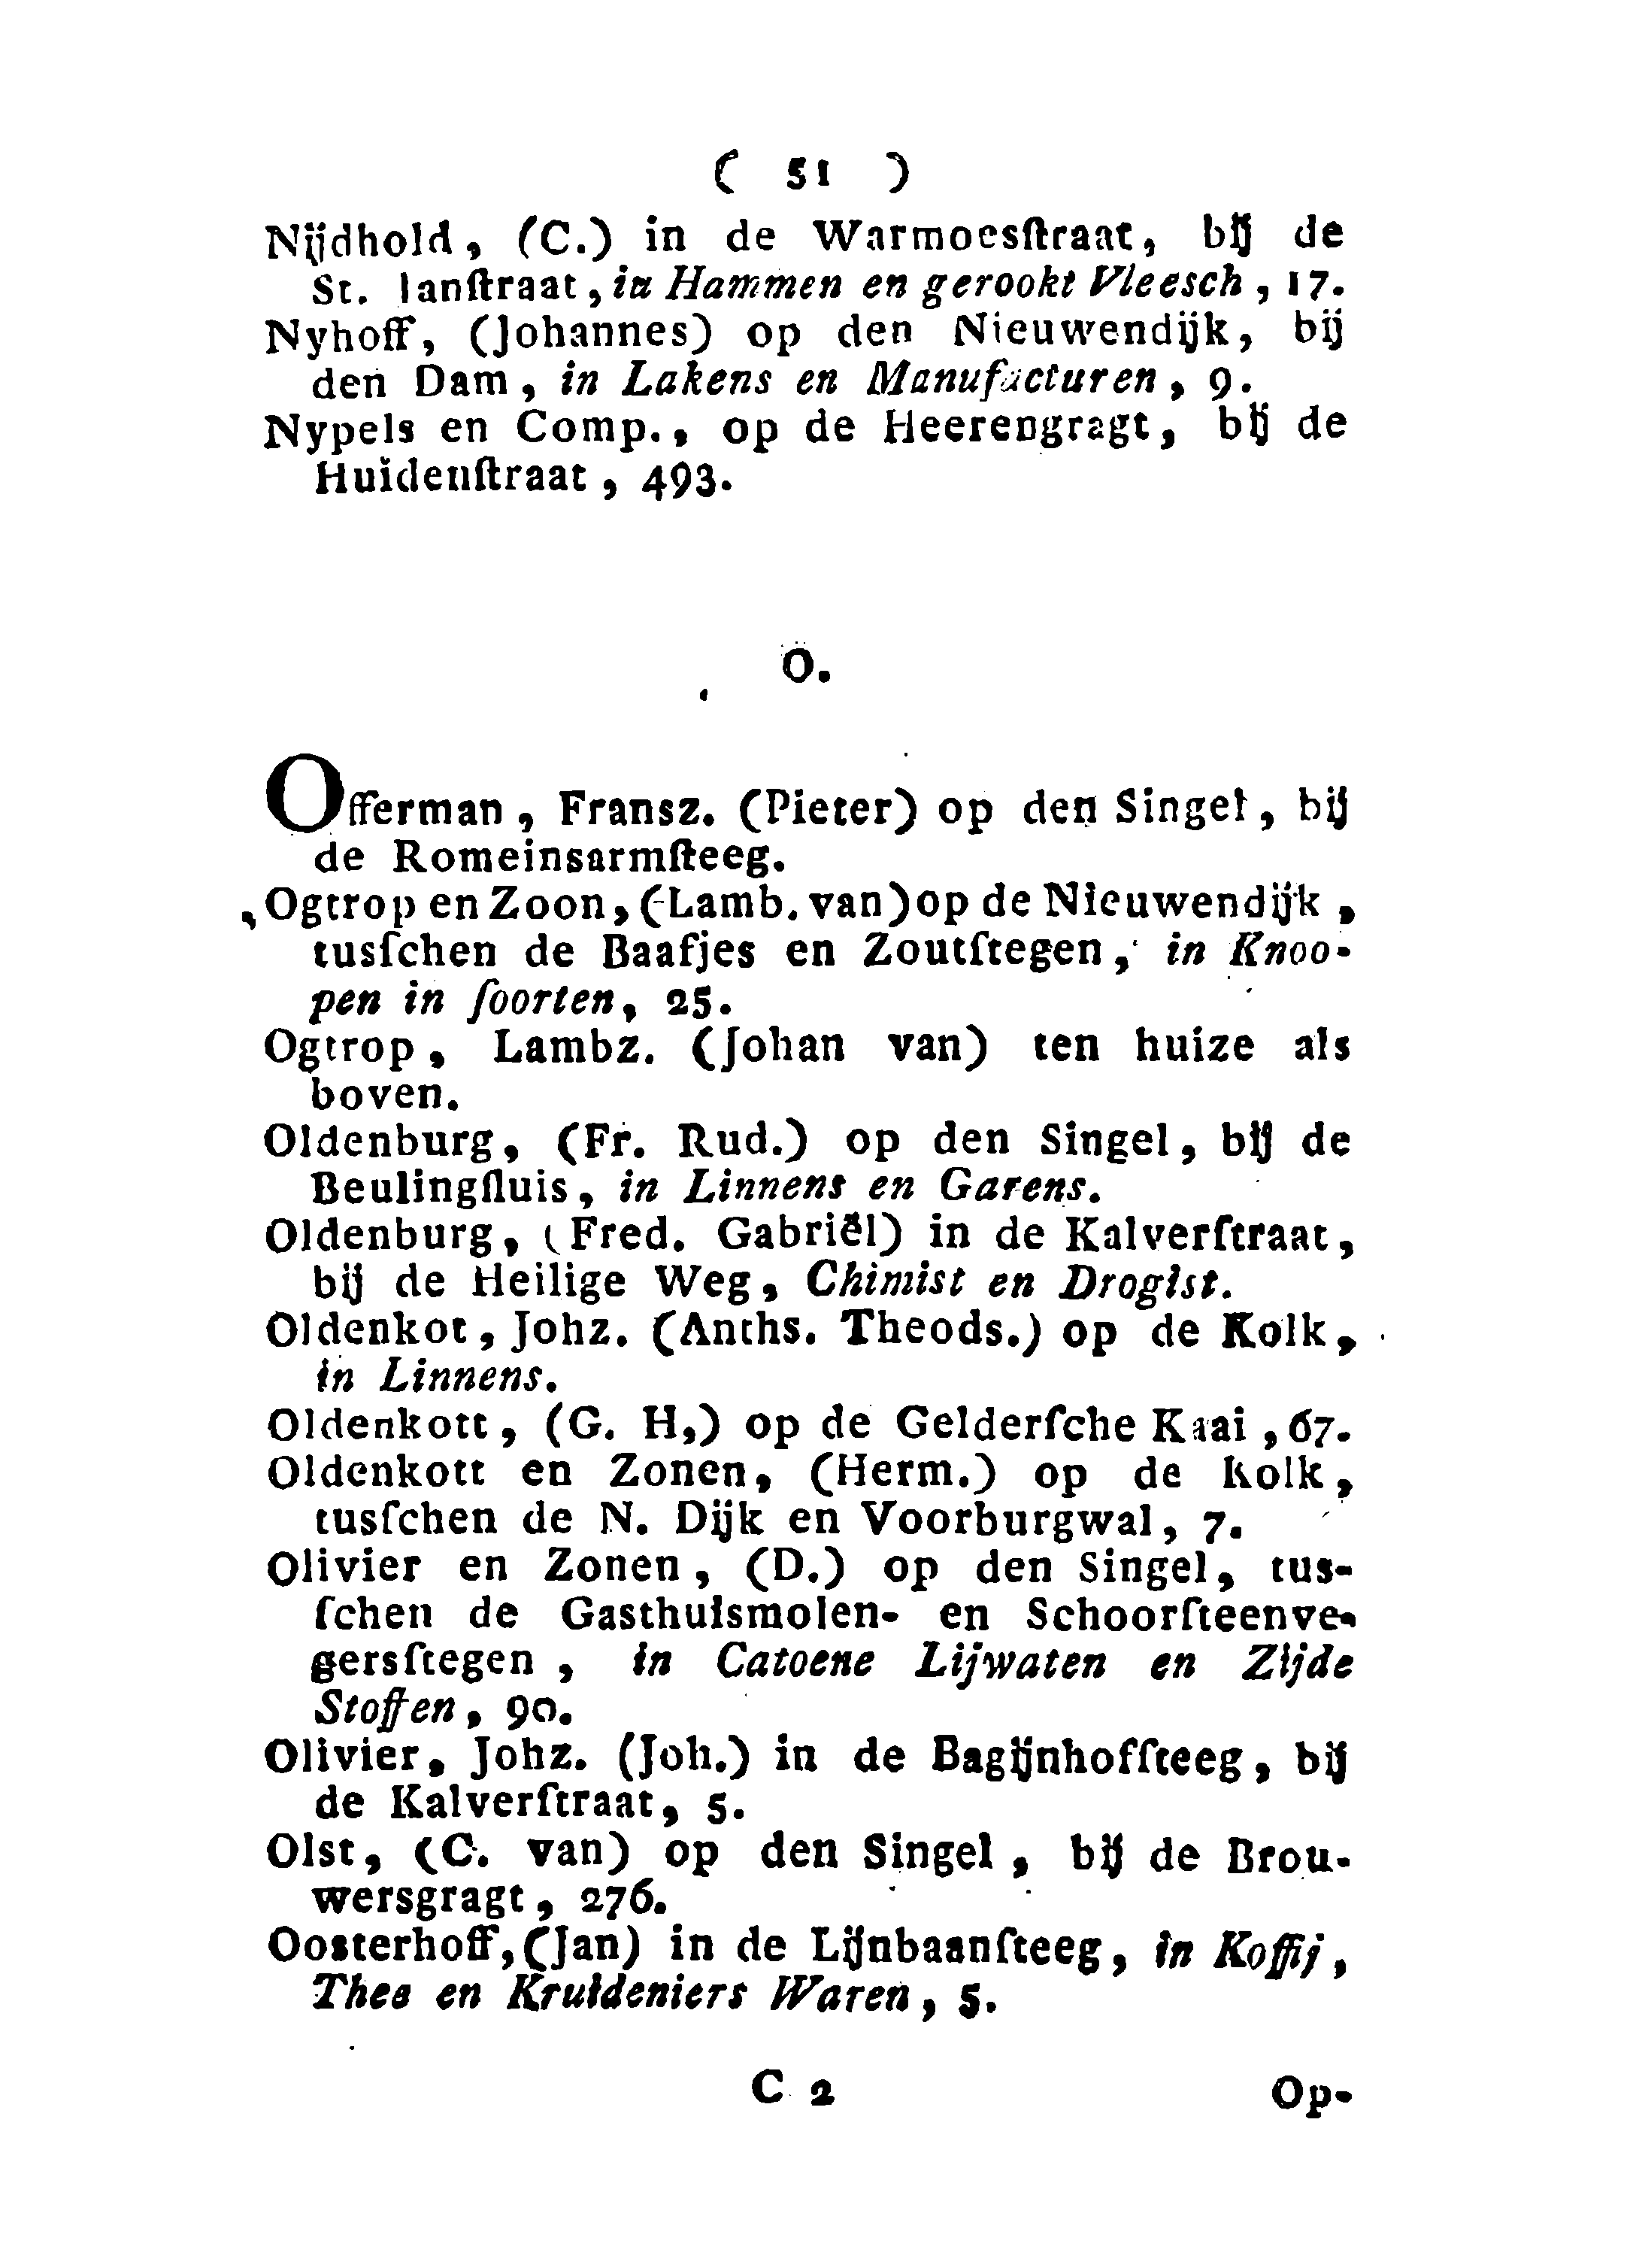 ( 51 )
Nijdhold, (C.) in de Warmoesſtraat, bij de
St. Janſtraat, in Hammen en gerookt Vleesch, 17.
Nyhoff, (Johannes) op den Nieuwendijk, bij
den Dam, in Lakens en Manufacturen, 9.
Nypels en Comp., op de Heerengragt, bij de
Huidenſtraat, 493.
O.
Offerman, Fransz. (Pieter) op den Singel, bij
de Romeinsarmſteeg.
Ogtrop en Zoon, (Lamb. van) op de Nieuwendijk,
tusſchen de Baafjes en Zoutſtegen, in Knoo-
pen in ſoorten, 25.
Ogtrop, Lambz. (Johan van) ten huize als
boven.
Oldenburg, (Fr. Rud.) op den Singel, bij de
Beulingſluis, in Linnens en Garens.
Oldenburg, (Fred. Gabriël) in de Kalverſtraat,
bij de Heilige Weg, Chimist en Drogist.
Oldenkot, Johz. (Anths. Theods.) op de Kolk,
in Linnens.
Oldenkott, (G. H,) op de Gelderſche Kaai, 67.
Oldenkott en Zonen, (Herm.) op de Kolk,
tusſchen de N. Dijk en Voorburgwal, 7.
Olivier en Zonen, (D.) op den Singel, tus-
ſchen de Gasthuismolen- en Schoorſteenve-
gersſtegen, in Catoene Lijwaten en Zijde
Stoffen, 90.
Olivier, Johz. (Joh.) in de Bagijnhofſteeg, bij
de Kalverſtraat, 5.
Olst, (C. van) op den Singel, bij de Brou-
wersgragt, 276.
Oosterhoff, (Jan) in de Lijnbaanſteeg, in Koffij,
Thee en Kruideniers Waren, 5.
C 2
Op-